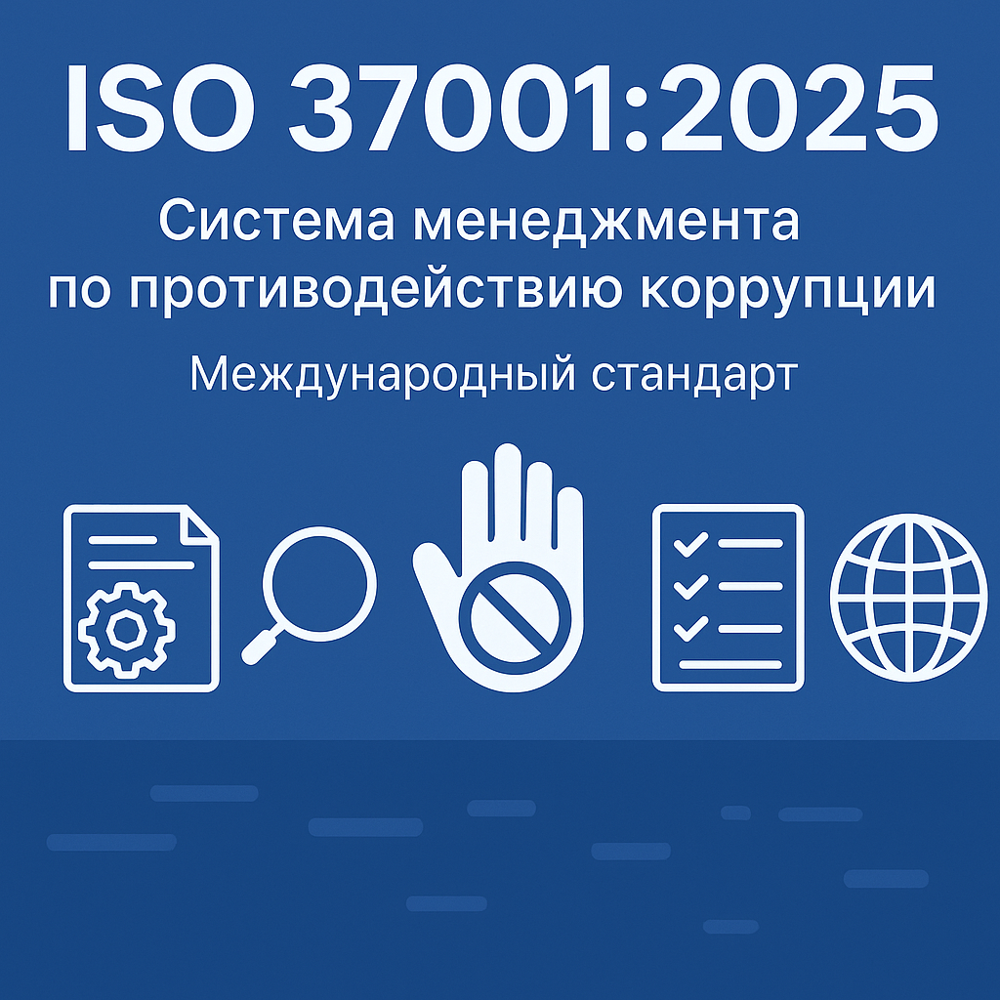 ISO 37001:2025
Система менеджмента
по противодействию коррупции
Международный стандарт